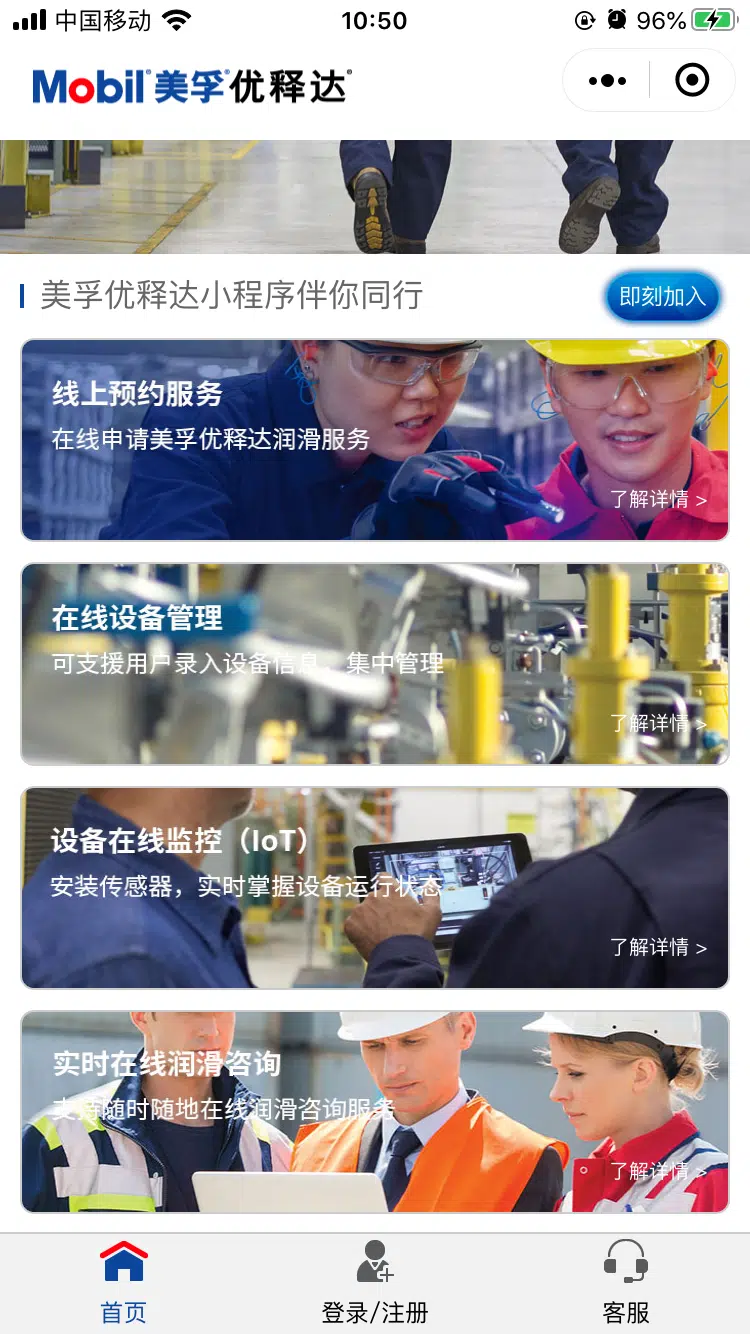 中国移动
10:50
96%
Mobil 美孚 优释达
美孚优释达小程序伴你同行
即刻加入
线上预约服务
在线申请美孚优释达润滑服务
了解详情 >
在线设备管理
可支援用户录入设备信息，集中管理
了解详情 >
设备在线监控（IoT）
安装传感器，实时掌握设备运行状态
了解详情 >
实时在线润滑咨询
支持随时随地在线润滑咨询服务
了解详情 >
首页
登录/注册
客服